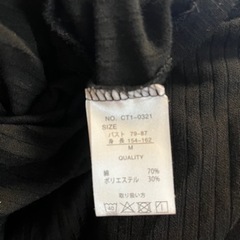 NO. CT1-0321
SIZE
バスト 79-87
身 長 154-162
M
QUALITY
綿 70%
ポリエステル 30%
取り扱い方